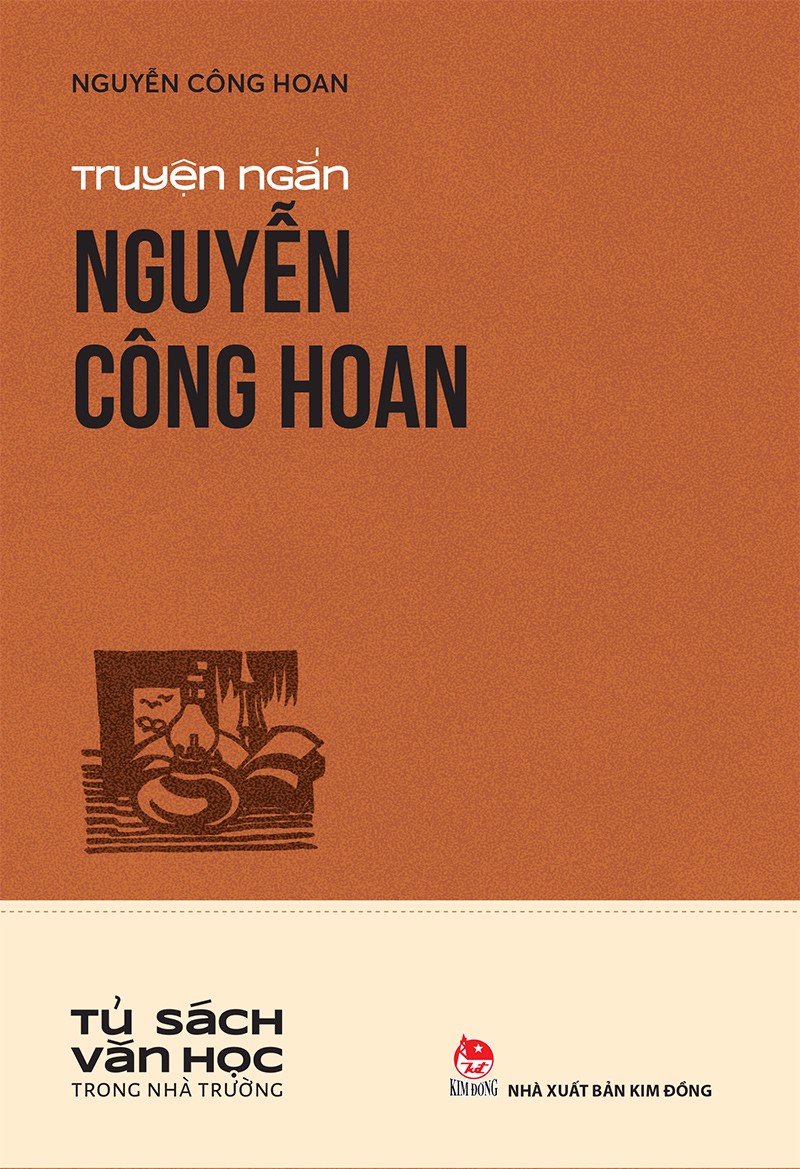 NGUYỄN CÔNG HOAN
Truyện ngắn
NGUYỄN
CÔNG HOAN
TỦ SÁCH
VĂN HỌC
TRONG NHÀ TRƯỜNG
kđ
KIM ĐỒNG
NHÀ XUẤT BẢN KIM ĐỒNG